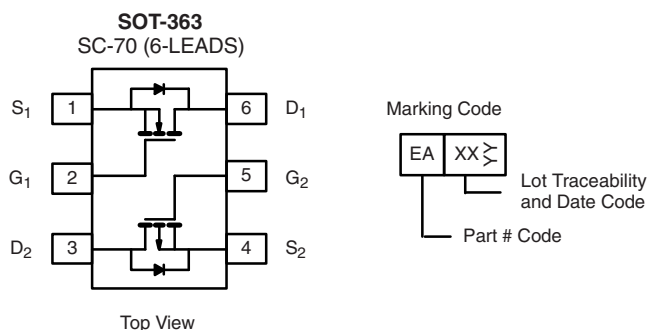 SOT-363
SC-70 (6-LEADS)
S1 1 6 D1
G1 2 5 G2
D2 3 4 S2
Top View
Marking Code
EA XX YY
Lot Traceability
and Date Code
Part # Code